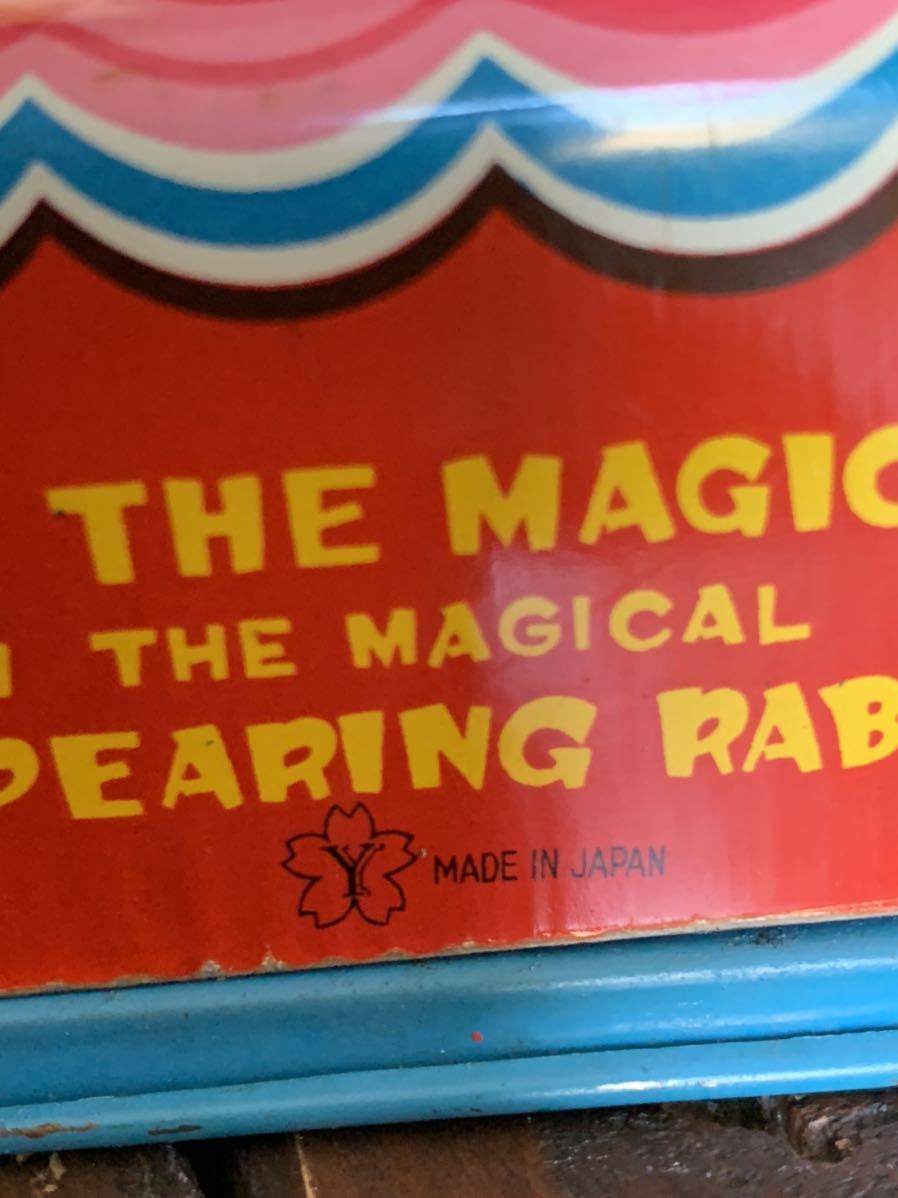 THE MAGIC
THE MAGICAL
PEARING RAB
Y MADE IN JAPAN